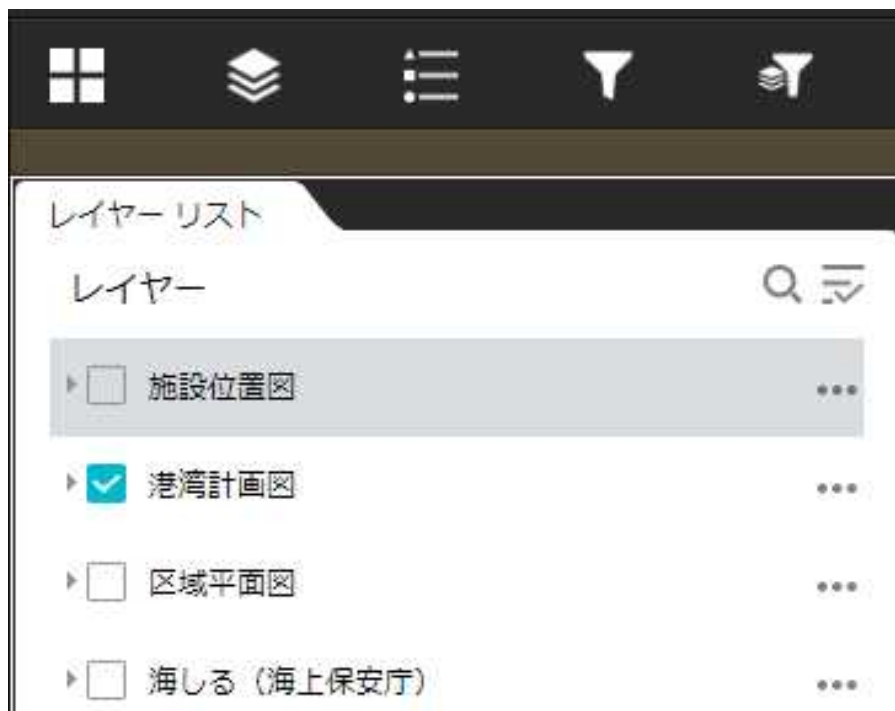 レイヤー リスト
レイヤー
施設位置図
港湾計画図
区域平面図
海しる（海上保安庁）